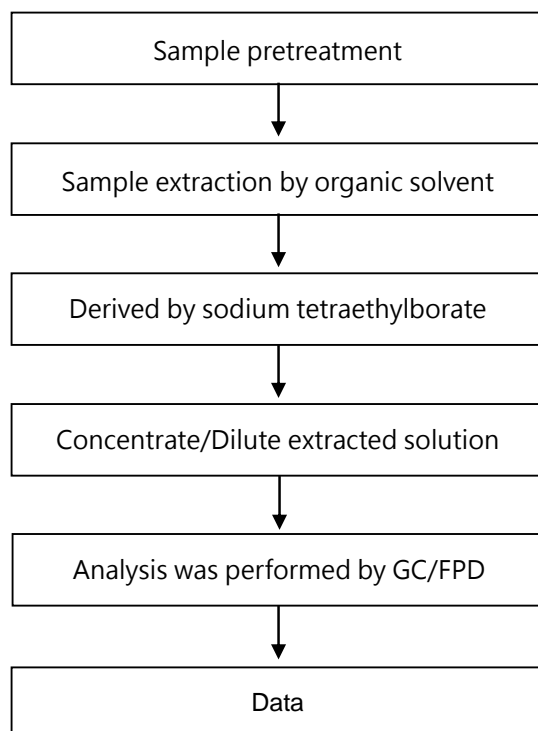 Sample pretreatment
Sample extraction by organic solvent
Derived by sodium tetraethylborate
Concentrate/Dilute extracted solution
Analysis was performed by GC/FPD
Data